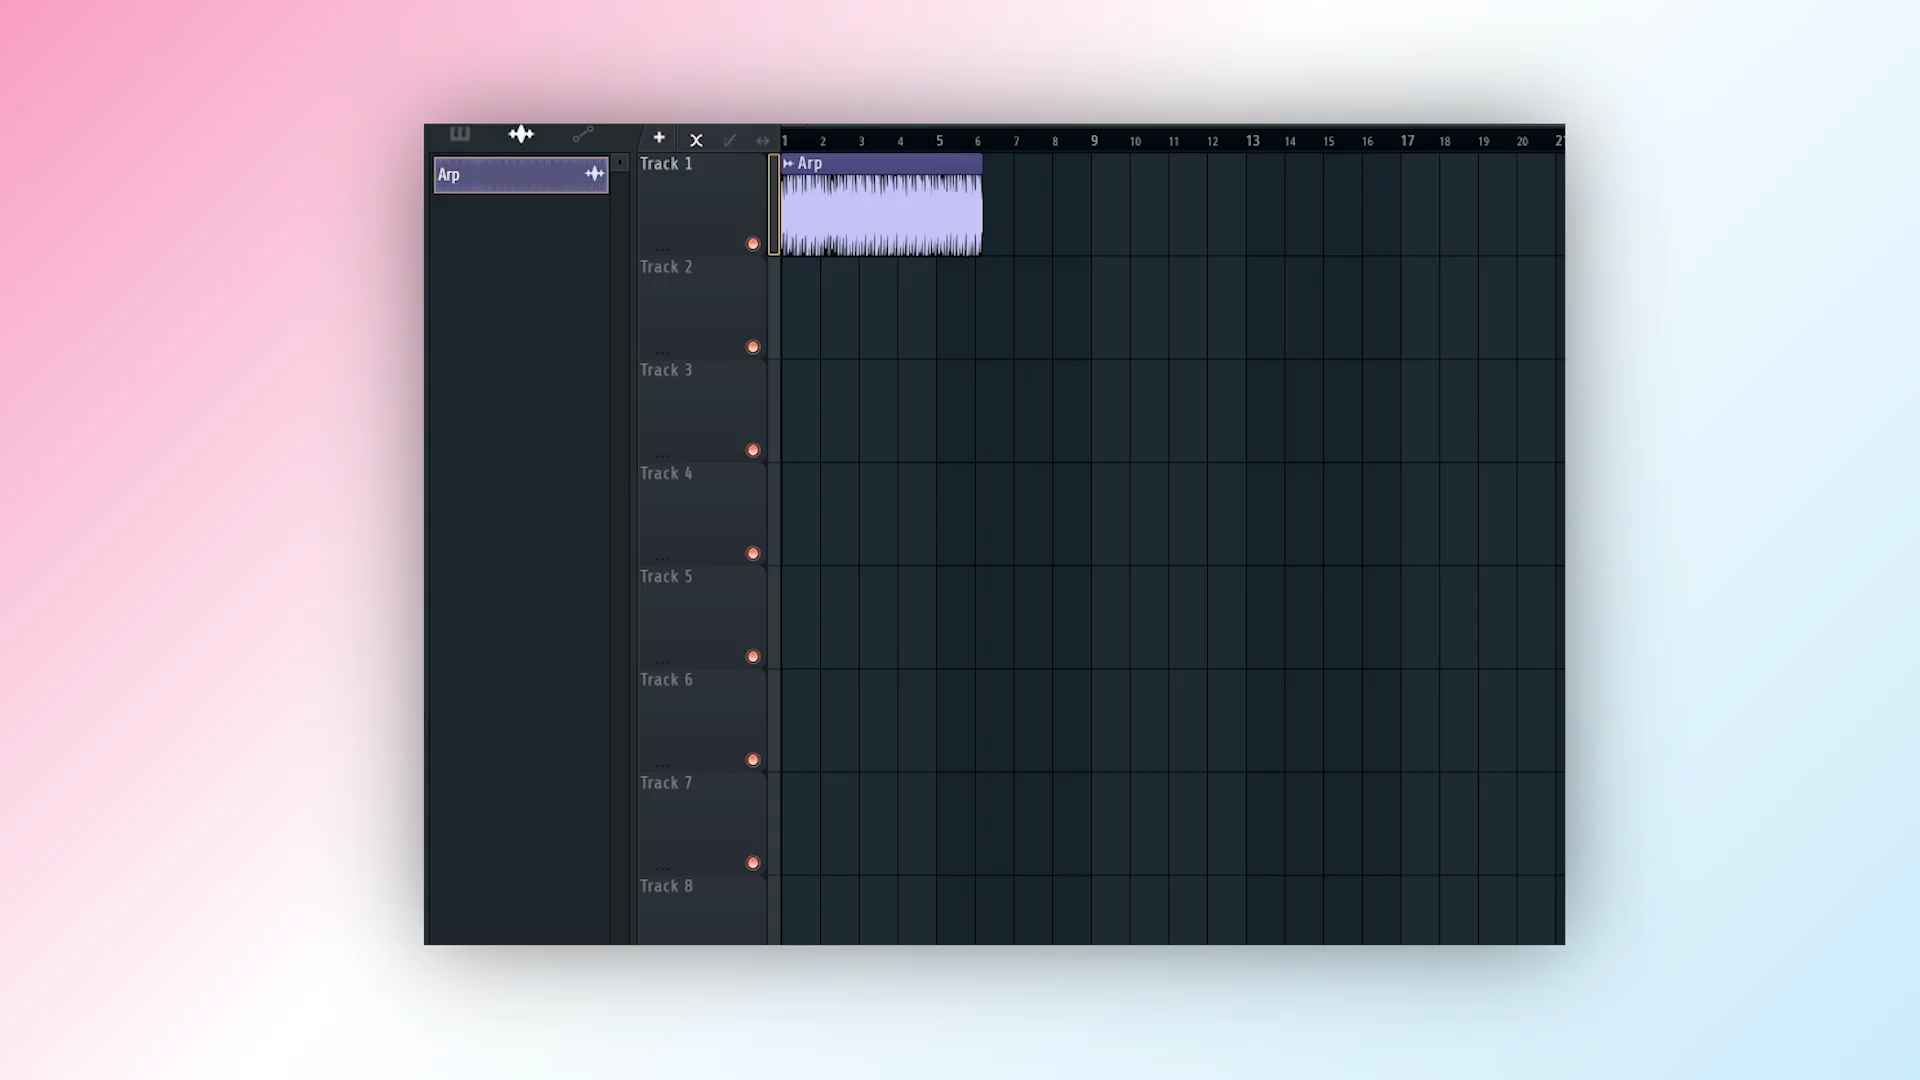 1 2 3 4 5 6 7 8 9 10 11 12 13 14 15 16 17 18 19 20
Arp
Track 1
Arp
...
Track 2
...
Track 3
...
Track 4
...
Track 5
...
Track 6
...
Track 7
...
Track 8